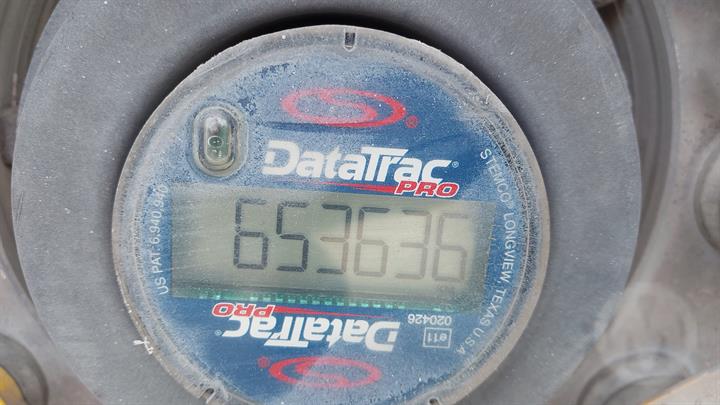 DataTrac®
PRO
US PAT. 6,940,940
653636
STEMCO® LONGVIEW, TEXAS U.S.A
DataTrac®
PRO
020426
e11